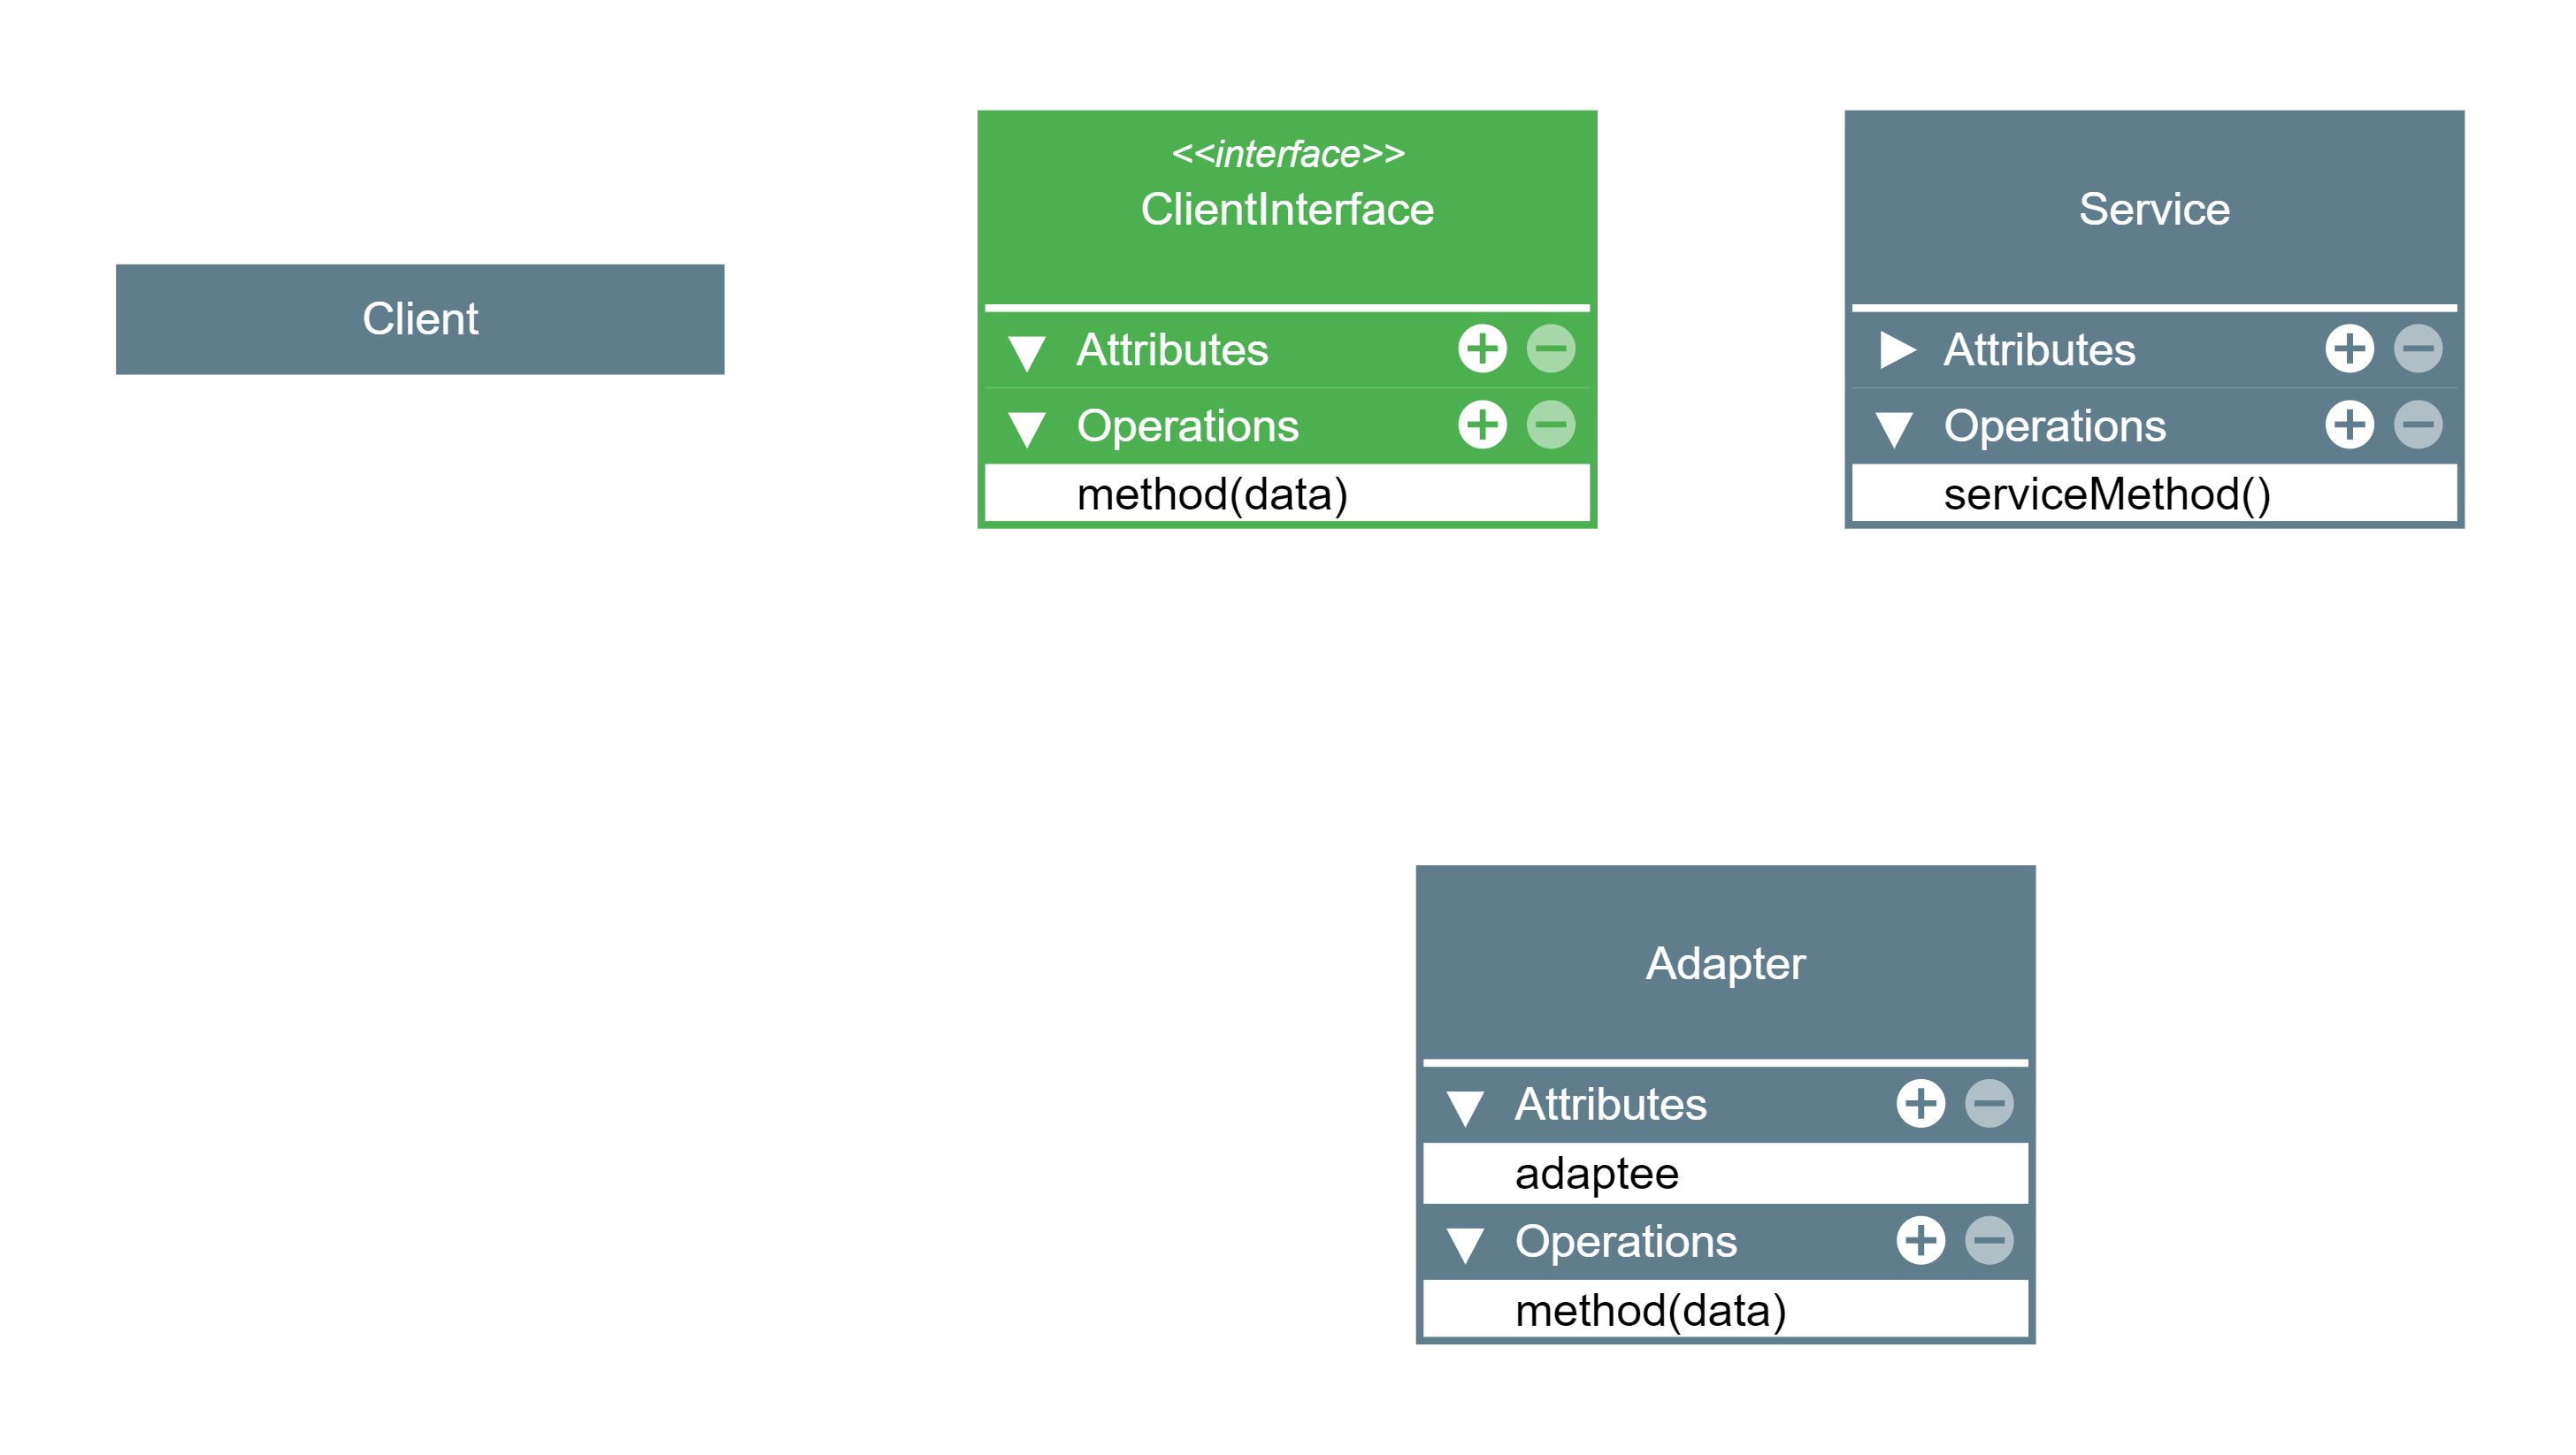 Client
<<interface>>
ClientInterface
Attributes
Operations
method(data)
Service
Attributes
Operations
serviceMethod()
Adapter
Attributes
adaptee
Operations
method(data)